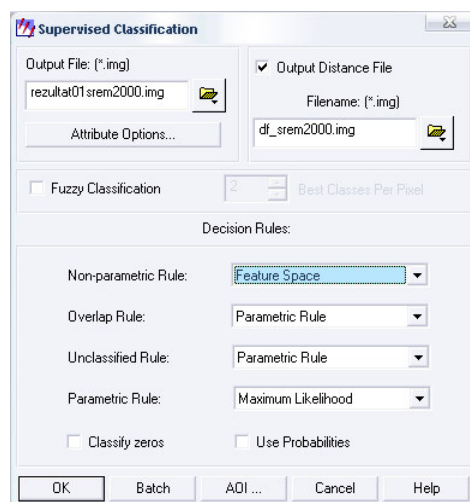 Supervised Classification
Output File: (*.img)
rezultat01srem2000.img
Attribute Options...
Output Distance File
Filename: (*.img)
df_srem2000.img
Fuzzy Classification
2
Best Classes Per Pixel
Decision Rules:
Non-parametric Rule:
Feature Space
Overlap Rule:
Parametric Rule
Unclassified Rule:
Parametric Rule
Parametric Rule:
Maximum Likelihood
Classify zeros
Use Probabilities
OK
Batch
AOI ...
Cancel
Help